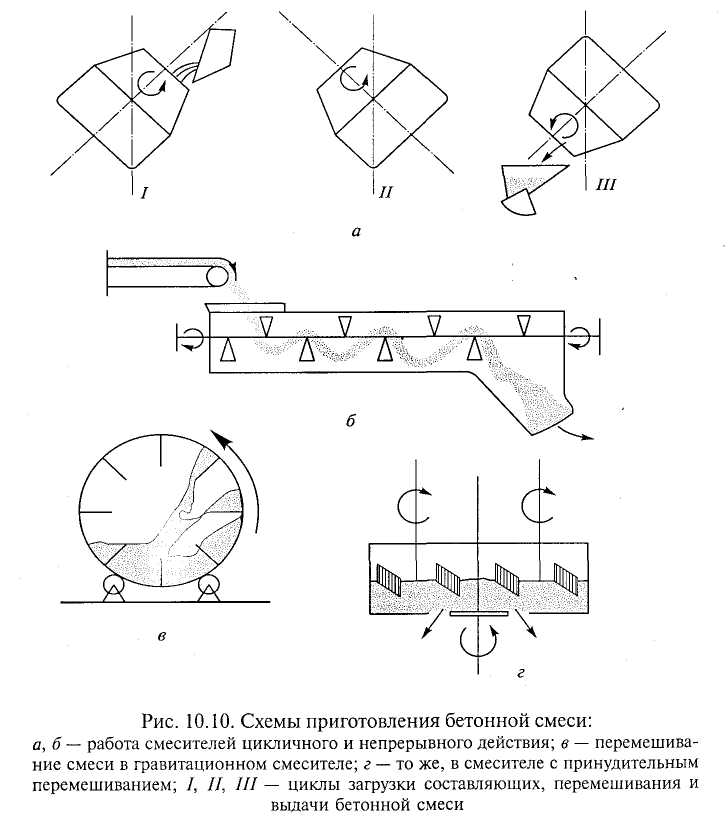 I
II
III
а
б
в
г
Рис. 10.10. Схемы приготовления бетонной смеси:
а, б — работа смесителей цикличного и непрерывного действия; в — перемешива-
ние смеси в гравитационном смесителе; г — то же, в смесителе с принудительным
перемешиванием; I, II, III — циклы загрузки составляющих, перемешивания и
выдачи бетонной смеси